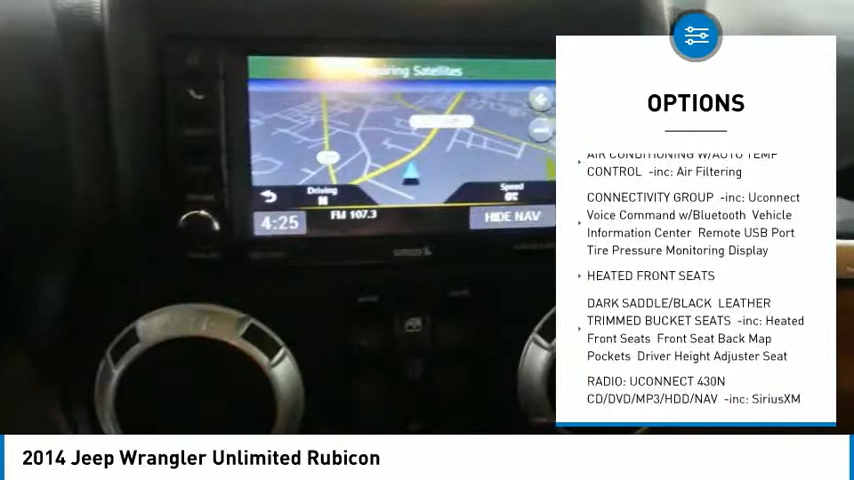 Acquiring Satellites
Driving
N
Speed
4:25
FM 107.3
HIDE NAV
OPTIONS
AIR CONDITIONING W/AUTO TEMP
CONTROL -inc: Air Filtering
CONNECTIVITY GROUP -inc: Uconnect
Voice Command w/Bluetooth Vehicle
Information Center Remote USB Port
Tire Pressure Monitoring Display
HEATED FRONT SEATS
DARK SADDLE/BLACK LEATHER
TRIMMED BUCKET SEATS -inc: Heated
Front Seats Front Seat Back Map
Pockets Driver Height Adjuster Seat
RADIO: UCONNECT 430N
CD/DVD/MP3/HDD/NAV -inc: SiriusXM
2014 Jeep Wrangler Unlimited Rubicon